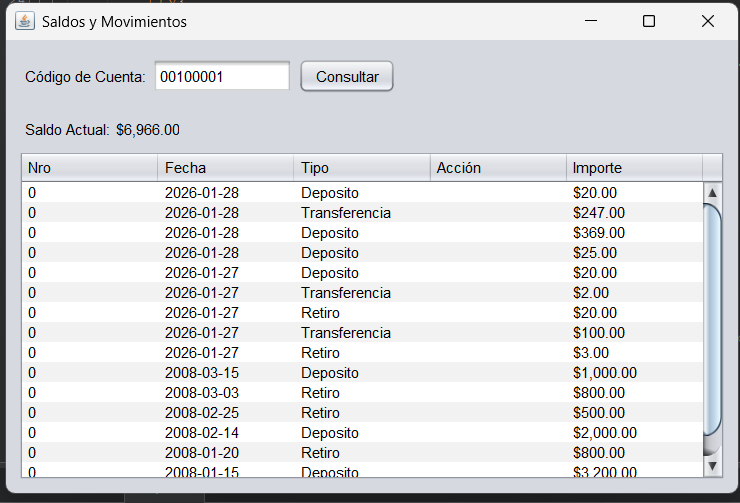 Saldos y Movimientos
Código de Cuenta: 00100001 Consultar
Saldo Actual: $6,966.00
Nro Fecha Tipo Acción Importe
0 2026-01-28 Deposito $20.00
0 2026-01-28 Transferencia $247.00
0 2026-01-28 Deposito $369.00
0 2026-01-28 Deposito $25.00
0 2026-01-27 Deposito $20.00
0 2026-01-27 Transferencia $2.00
0 2026-01-27 Retiro $20.00
0 2026-01-27 Transferencia $100.00
0 2026-01-27 Retiro $3.00
0 2008-03-15 Deposito $1,000.00
0 2008-03-03 Retiro $800.00
0 2008-02-25 Retiro $500.00
0 2008-02-14 Deposito $2,000.00
0 2008-01-20 Retiro $800.00
0 2008-01-15 Deposito $3,200.00